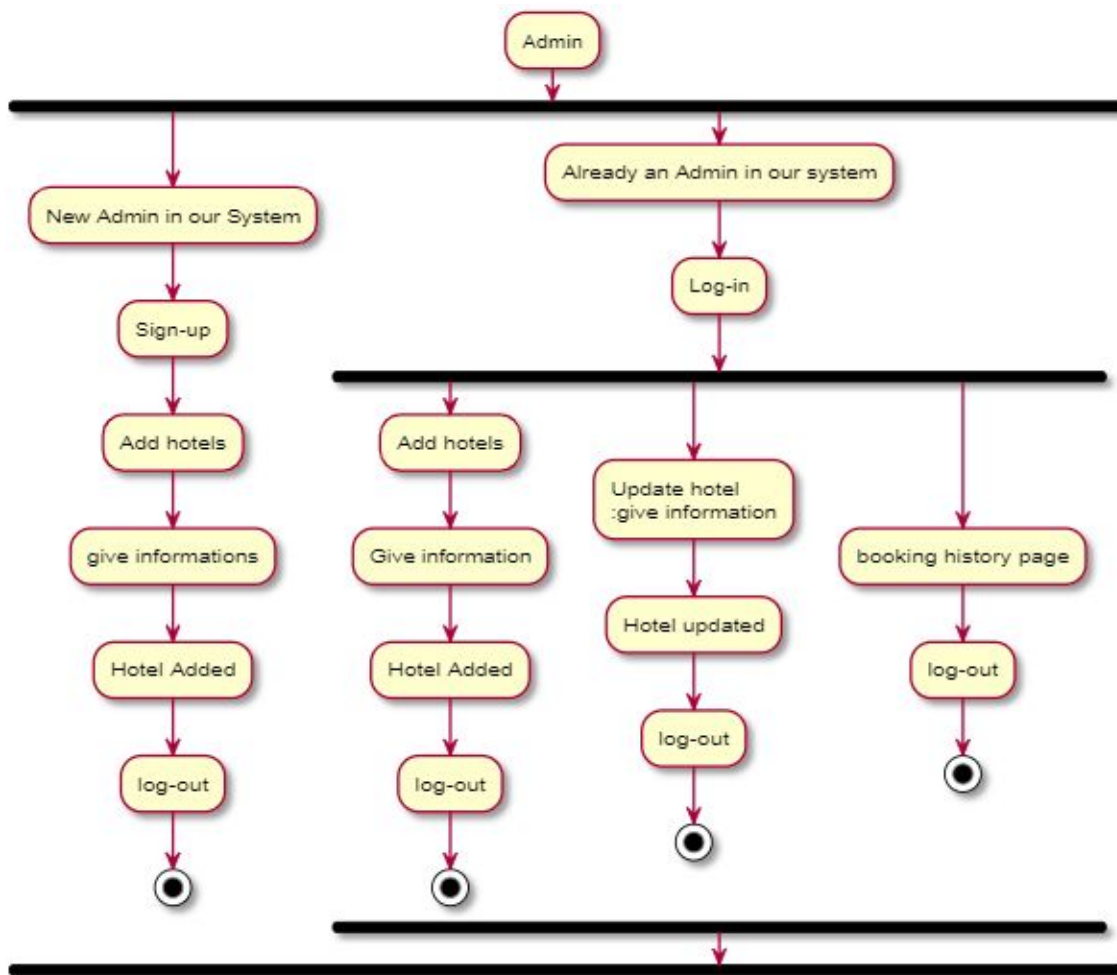 Admin
Already an Admin in our system
New Admin in our System
Log-in
Sign-up
Add hotels
Add hotels
Update hotel
:give information
give informations
Give information
booking history page
Hotel updated
Hotel Added
Hotel Added
log-out
log-out
log-out
log-out